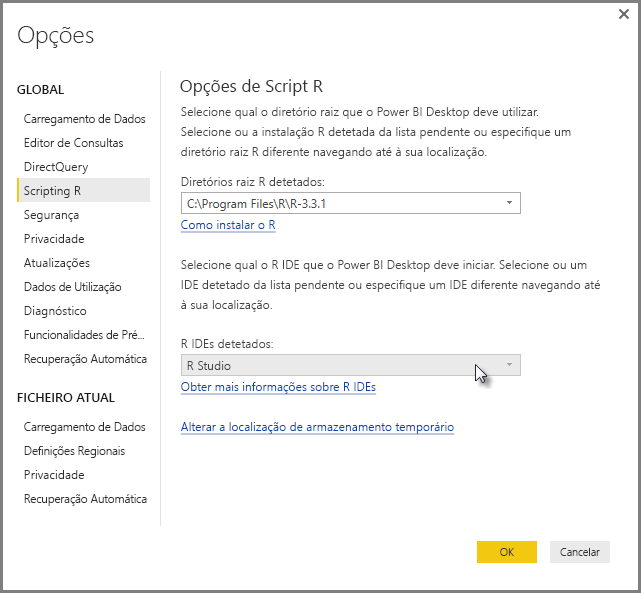 Opções
GLOBAL
Carregamento de Dados
Editor de Consultas
DirectQuery
Scripting R
Segurança
Privacidade
Atualizações
Dados de Utilização
Diagnóstico
Funcionalidades de Pré...
Recuperação Automática
FICHEIRO ATUAL
Carregamento de Dados
Definições Regionais
Privacidade
Recuperação Automática
Opções de Script R
Selecione qual o diretório raiz que o Power BI Desktop deve utilizar.
Selecione ou a instalação R detetada da lista pendente ou especifique um
diretório raiz R diferente navegando até à sua localização.
Diretórios raiz R detetados:
C:\Program Files\R\R-3.3.1
Como instalar o R
Selecione qual o R IDE que o Power BI Desktop deve iniciar. Selecione ou um
IDE detetado da lista pendente ou especifique um IDE diferente navegando até
à sua localização.
R IDEs detetados:
R Studio
Obter mais informações sobre R IDEs
Alterar a localização de armazenamento temporário
OK
Cancelar